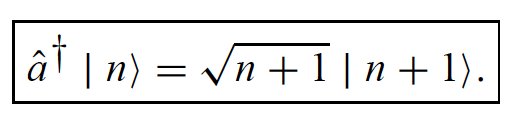 â† | n⟩ = √(n + 1) | n + 1⟩.